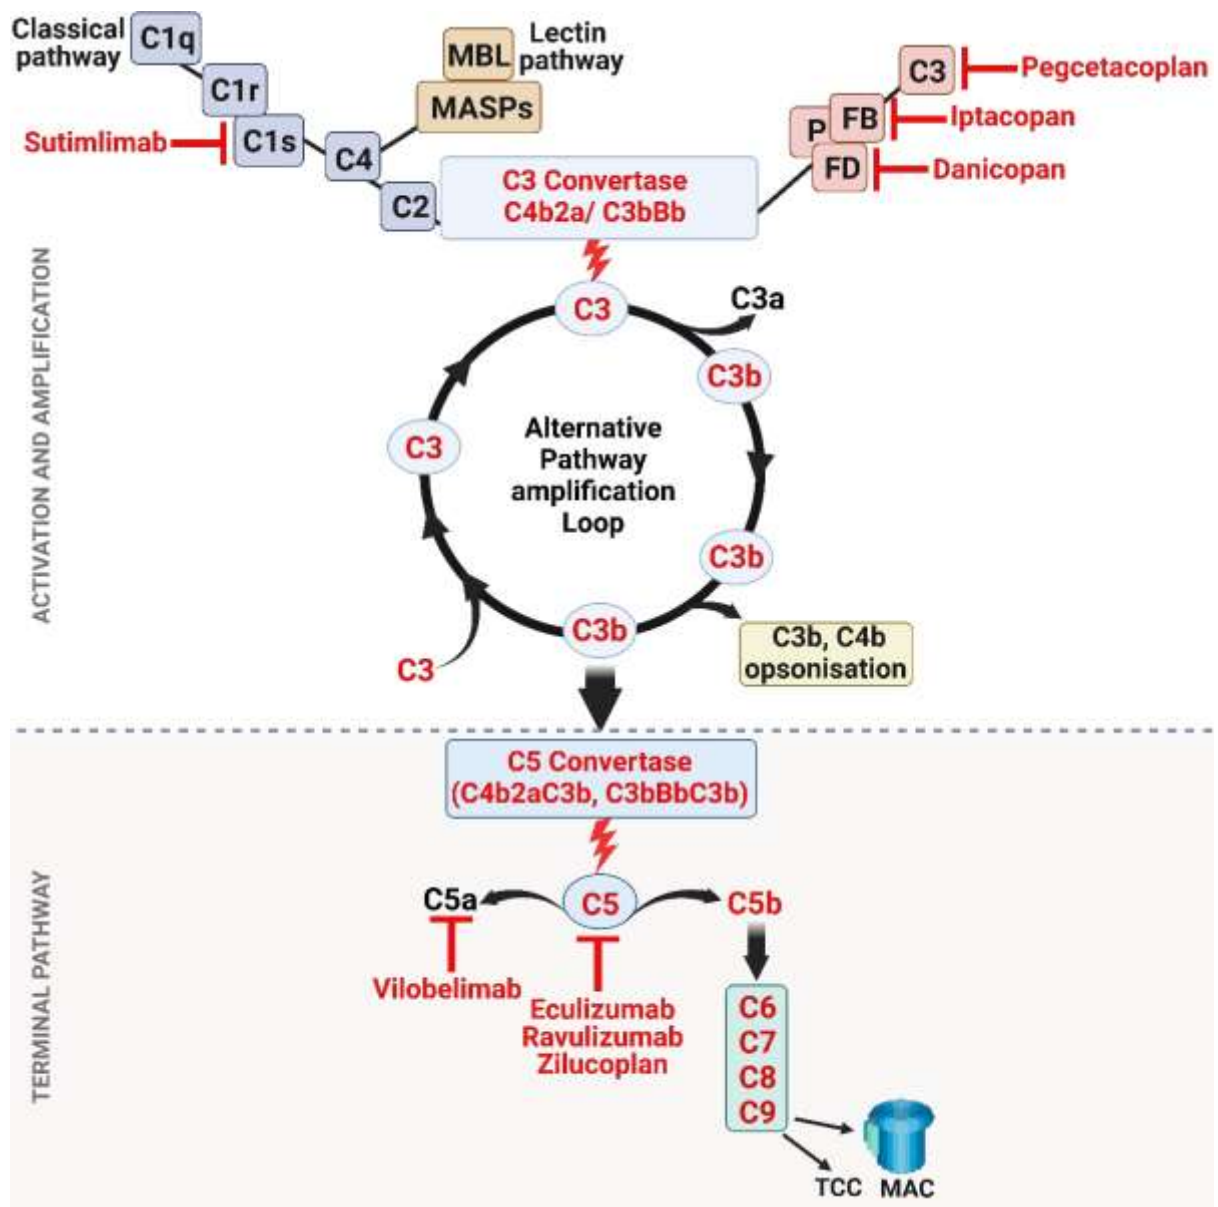 Classical
pathway
C1q
C1r
Sutimlimab
C1s
C4
C2
MBL
Lectin
pathway
MASPs
C3
Pegcetacoplan
P
FB
Iptacopan
FD
Danicopan
C3 Convertase
C4b2a/ C3bBb
ACTIVATION AND AMPLIFICATION
C3
C3a
C3b
C3
Alternative
Pathway
amplification
Loop
C3b
C3b
C3
C3b, C4b
opsonisation
C5 Convertase
(C4b2aC3b, C3bBbC3b)
TERMINAL PATHWAY
C5a
C5
C5b
Vilobelimab
Eculizumab
Ravulizumab
Zilucoplan
C6
C7
C8
C9
TCC
MAC